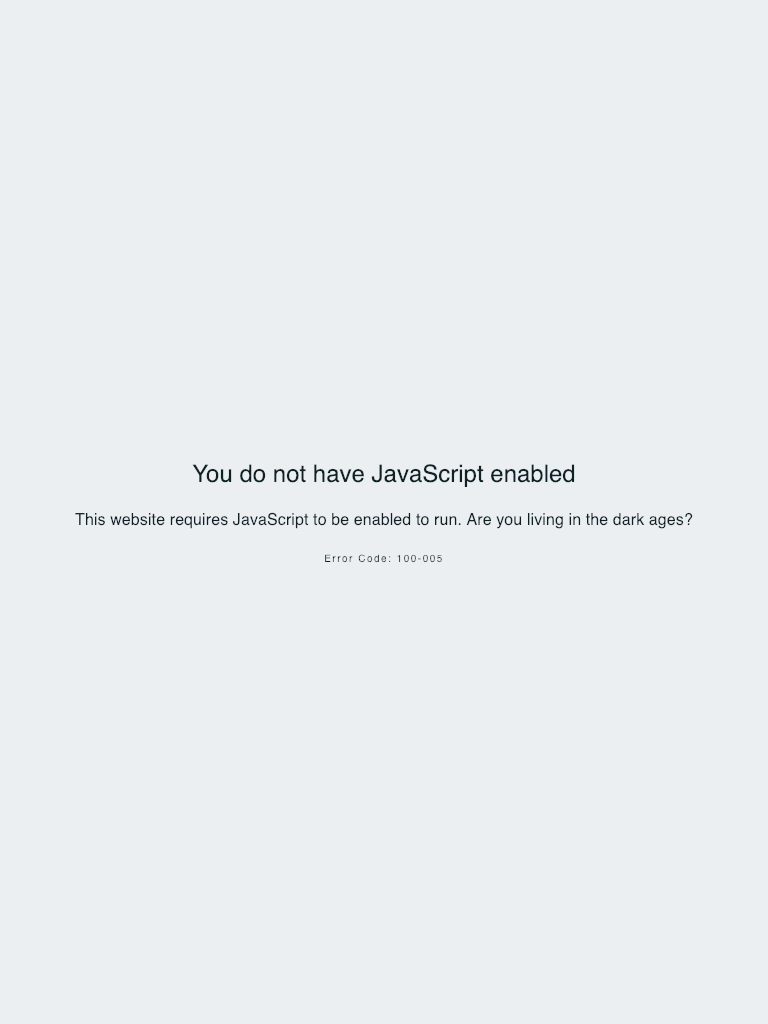 You do not have JavaScript enabled
This website requires JavaScript to be enabled to run. Are you living in the dark ages?
Error Code: 100-005